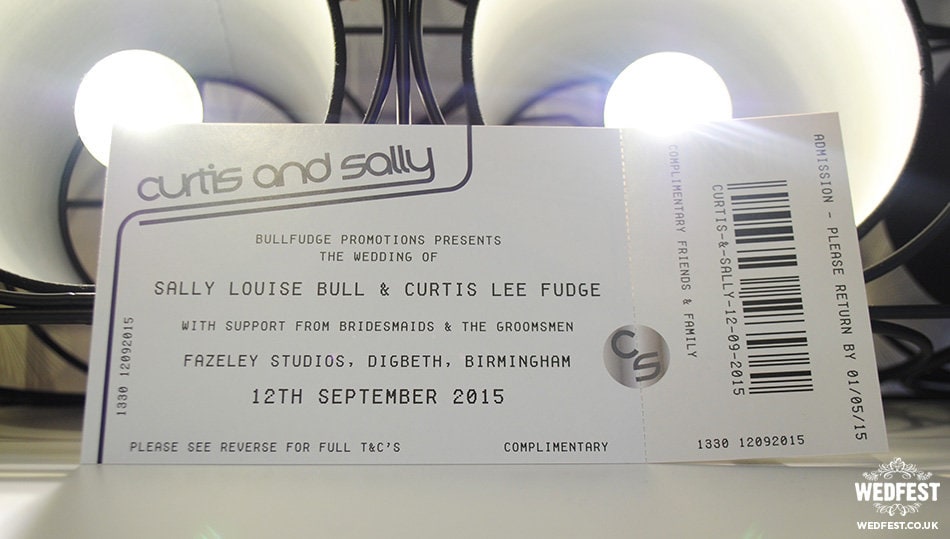 curtis and sally
BULLFUDGE PROMOTIONS PRESENTS
THE WEDDING OF
SALLY LOUISE BULL & CURTIS LEE FUDGE
WITH SUPPORT FROM BRIDESMAIDS & THE GROOMSMEN
FAZELEY STUDIOS, DIGBETH, BIRMINGHAM
12TH SEPTEMBER 2015
1330 12092015
PLEASE SEE REVERSE FOR FULL T&C'S
COMPLIMENTARY
CS
COMPLIMENTARY FRIENDS & FAMILY
CURTIS-&-SALLY-12-09-2015
ADMISSION - PLEASE RETURN BY 01/05/15
1330 12092015
WEDFEST
WEDFEST.CO.UK